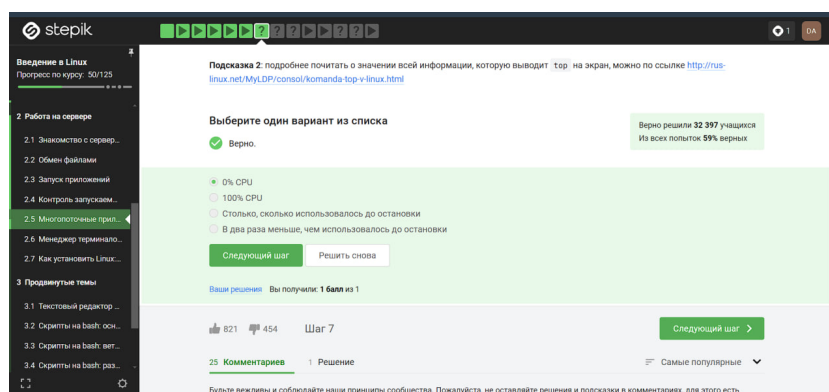 stepik
1
DA
Введение в Linux
Прогресс по курсу: 50/125
2 Работа на сервере
2.1 Знакомство с сервер...
2.2 Обмен файлами
2.3 Запуск приложений
2.4 Контроль запускаем...
2.5 Многопоточные прил...
2.6 Менеджер терминало...
2.7 Как установить Linux:...
3 Продвинутые темы
3.1 Текстовый редактор ...
3.2 Скрипты на bash: осн...
3.3 Скрипты на bash: вет...
3.4 Скрипты на bash: раз...
Подсказка 2: подробнее почитать о значении всей информации, которую выводит top на экран, можно по ссылке http://rus-
linux.net/MyLDP/consol/komanda-top-v-linux.html
Выберите один вариант из списка
Верно.
Верно решили 32 397 учащихся
Из всех попыток 59% верных
0% CPU
100% CPU
Столько, сколько использовалось до остановки
В два раза меньше, чем использовалось до остановки
Следующий шаг
Решить снова
Ваши решения Вы получили: 1 балл из 1
821 454 Шаг 7
Следующий шаг
25 Комментариев
1 Решение
Самые популярные
Будьте вежливы и соблюдайте наши принципы сообщества. Пожалуйста, не оставляйте решения и подсказки в комментариях, для этого есть